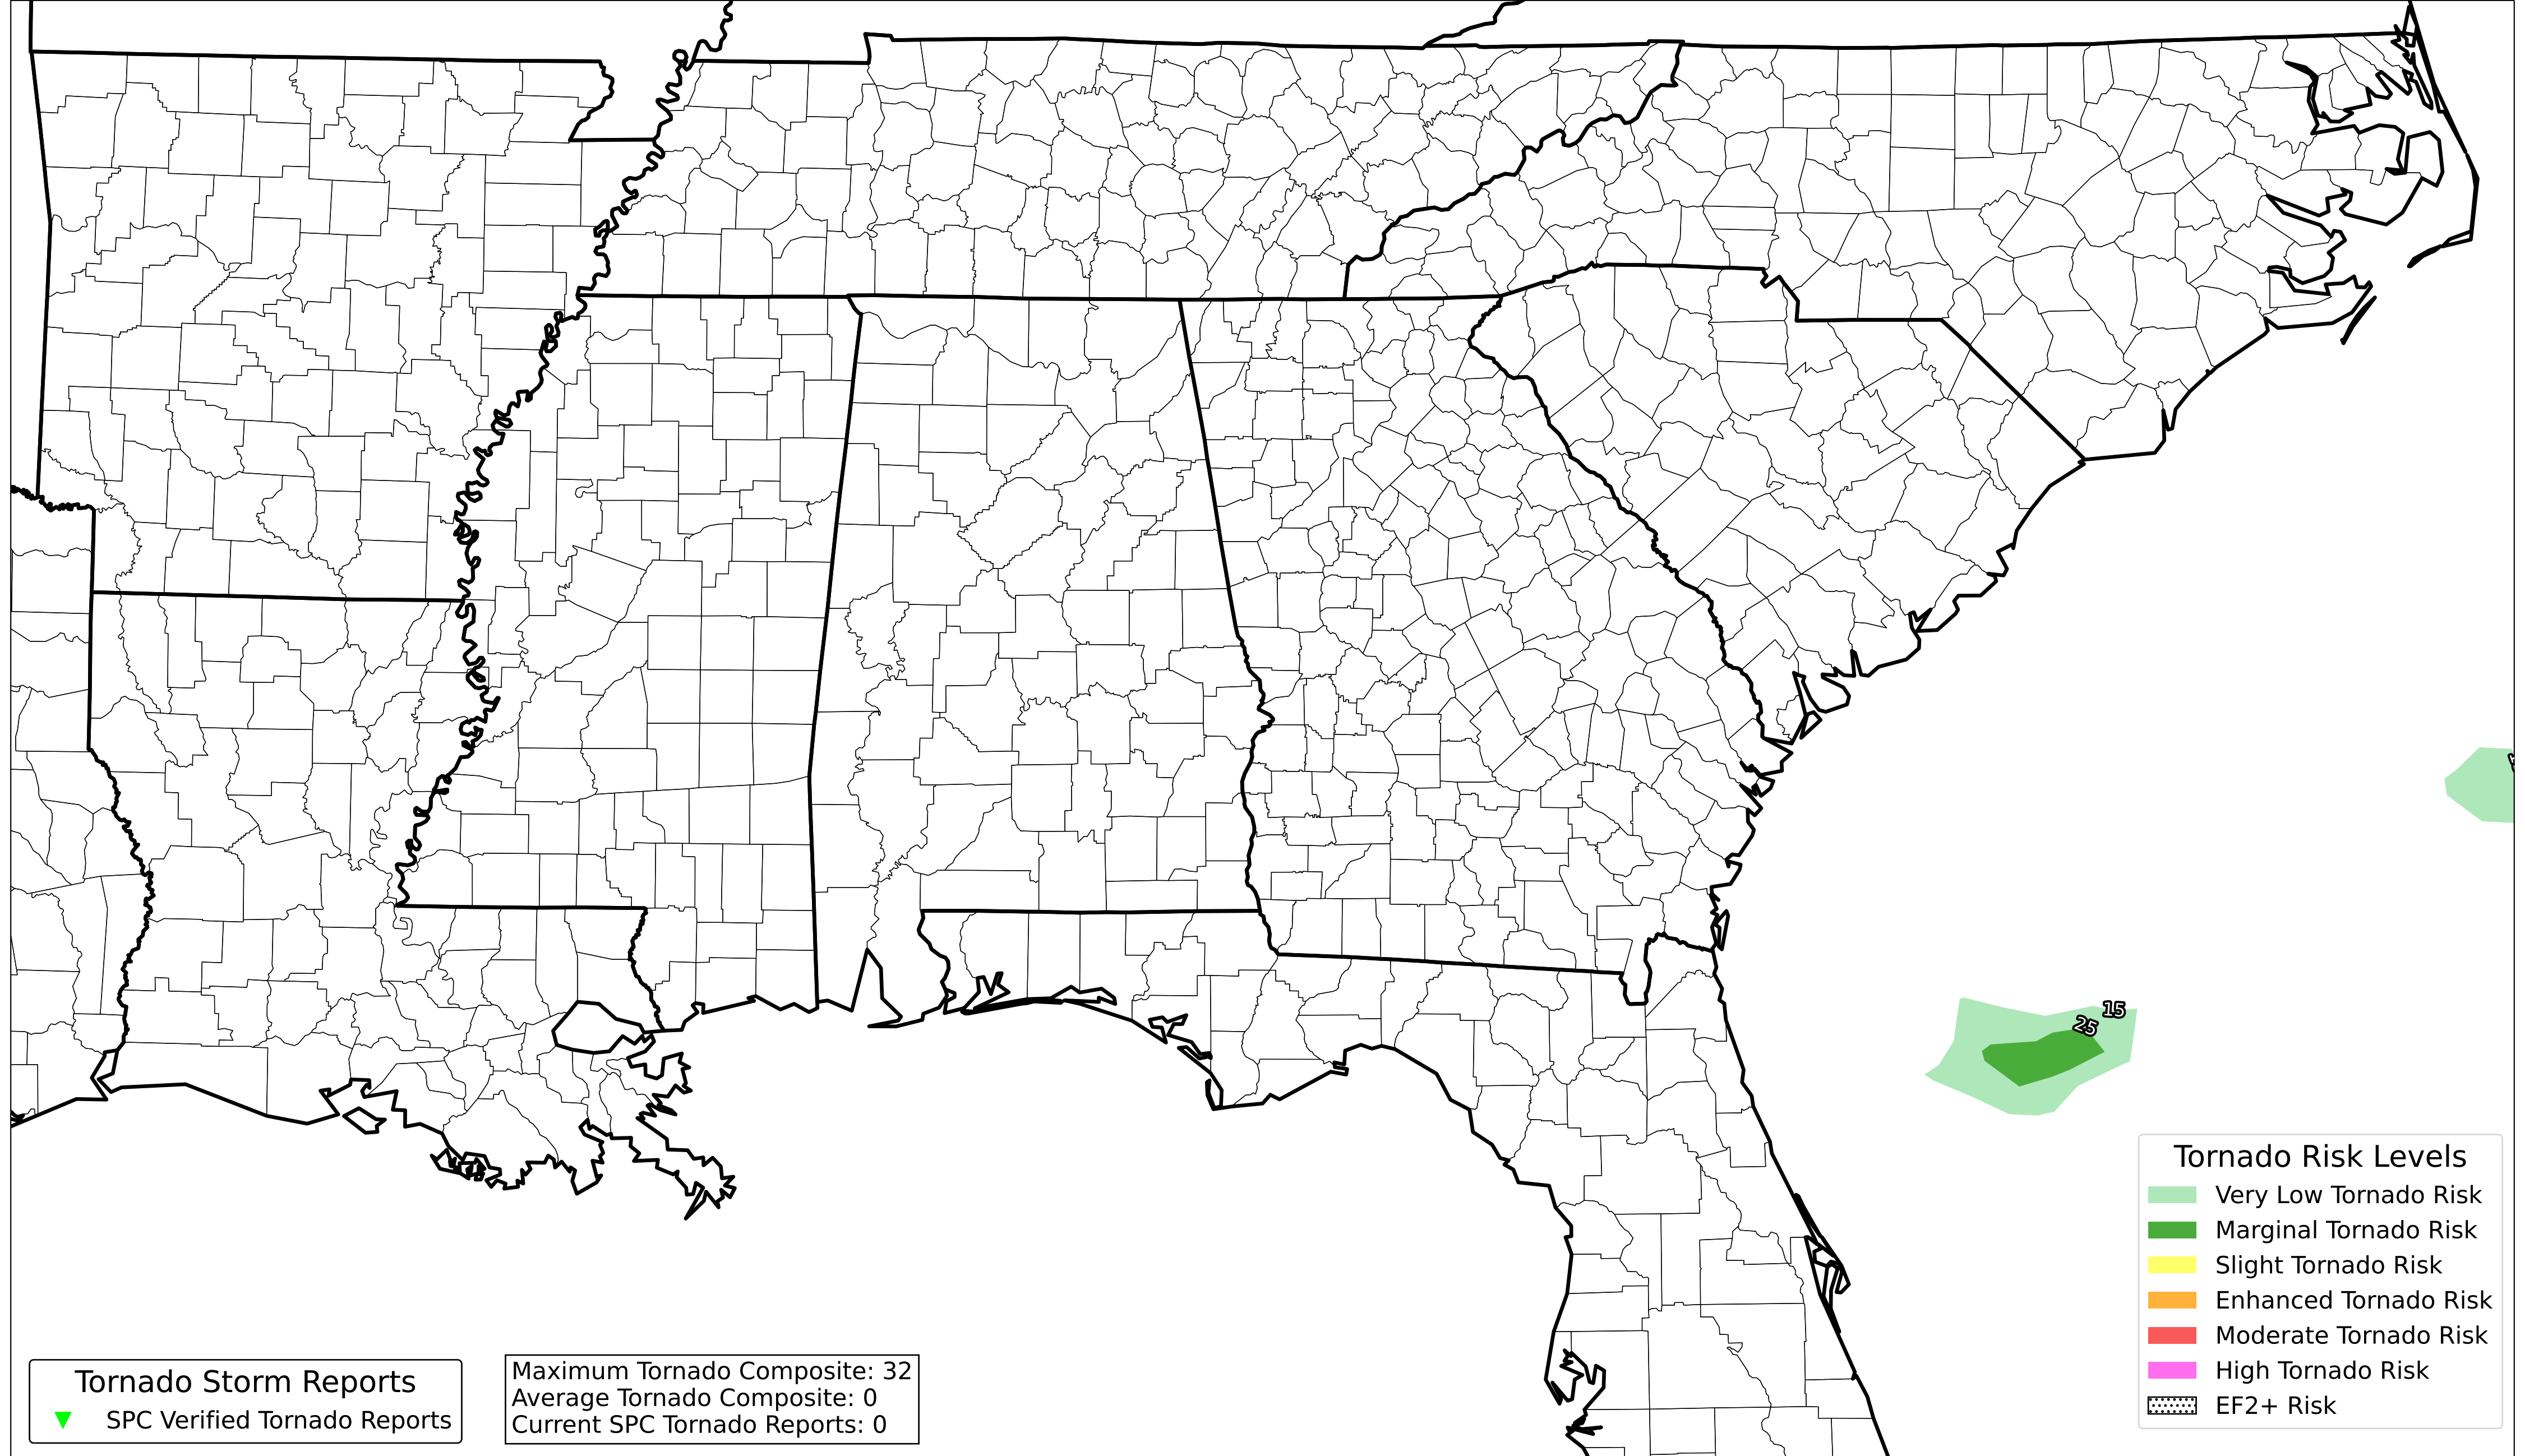 15
25
Tornado Risk Levels
Very Low Tornado Risk
Marginal Tornado Risk
Slight Tornado Risk
Enhanced Tornado Risk
Moderate Tornado Risk
High Tornado Risk
EF2+ Risk
Tornado Storm Reports
SPC Verified Tornado Reports
Maximum Tornado Composite: 32
Average Tornado Composite: 0
Current SPC Tornado Reports: 0